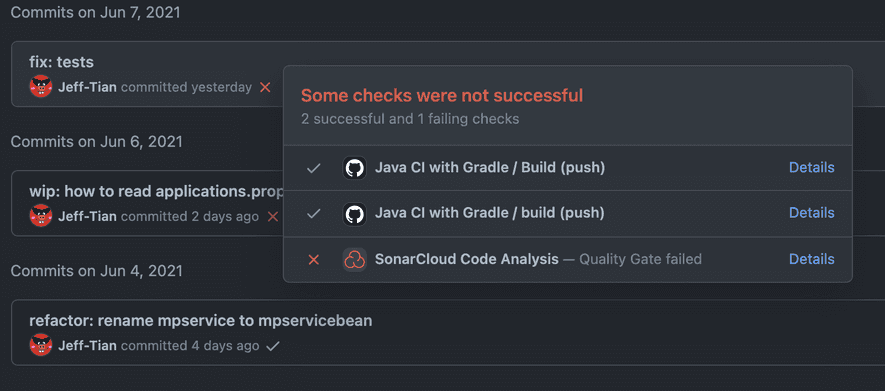 Commits on Jun 7, 2021
fix: tests
Jeff-Tian committed yesterday
Some checks were not successful
2 successful and 1 failing checks
Java CI with Gradle / Build (push) Details
Java CI with Gradle / build (push) Details
SonarCloud Code Analysis — Quality Gate failed Details
Commits on Jun 6, 2021
wip: how to read applications.prop
Jeff-Tian committed 2 days ago
Commits on Jun 4, 2021
refactor: rename mpservice to mpservicebean
Jeff-Tian committed 4 days ago